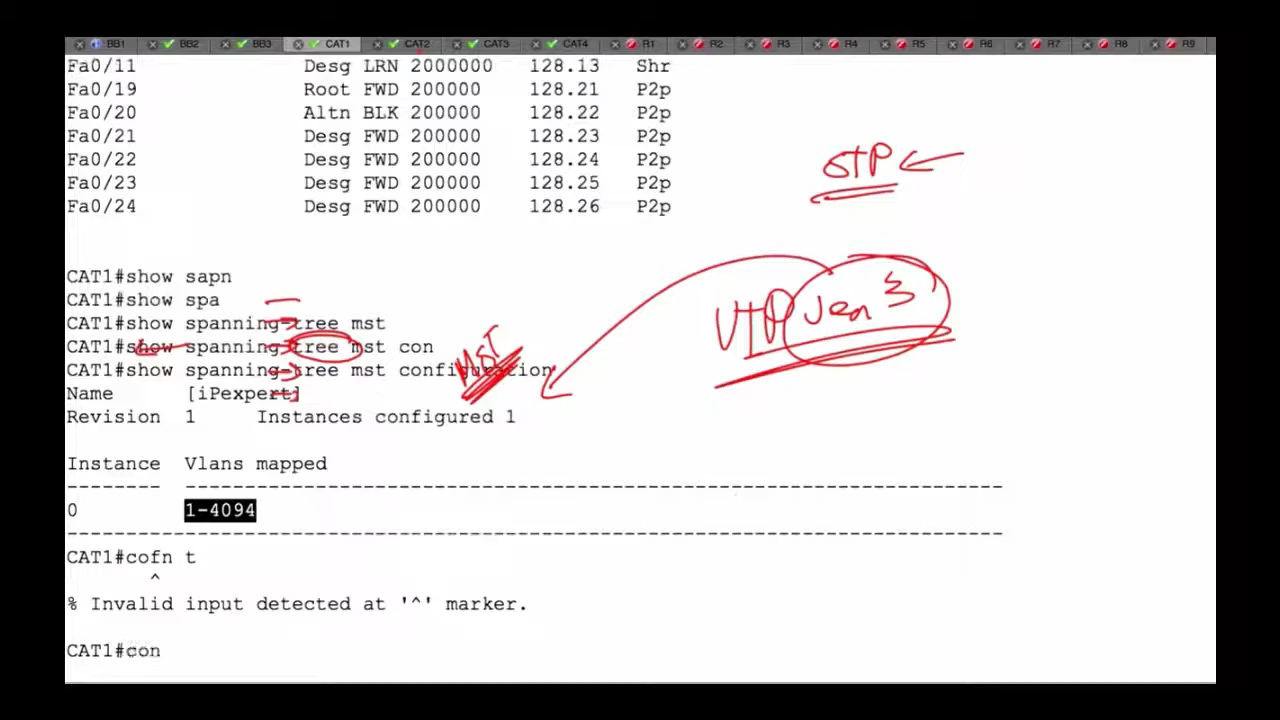 BB1 BB2 BB3 CAT1 CAT2 CAT3 CAT4 R1 R2 R3 R4 R5 R6 R7 R8 R9
Fa0/11 Desg LRN 2000000 128.13 Shr
Fa0/19 Root FWD 200000 128.21 P2p
Fa0/20 Altn BLK 200000 128.22 P2p
Fa0/21 Desg FWD 200000 128.23 P2p
Fa0/22 Desg FWD 200000 128.24 P2p
STP
Fa0/23 Desg FWD 200000 128.25 P2p
Fa0/24 Desg FWD 200000 128.26 P2p
CAT1#show sapn
CAT1#show spa
VTP ver 3
CAT1#show spanning-tree mst
CAT1#show spanning-tree mst con
MST
CAT1#show spanning-tree mst configuration
Name [iPexpert]
Revision 1 Instances configured 1
Instance Vlans mapped
-------- ---------------------------------------------------------------------
0 1-4094
-------------------------------------------------------------------------------
CAT1#cofn t
^
% Invalid input detected at '^' marker.
CAT1#con